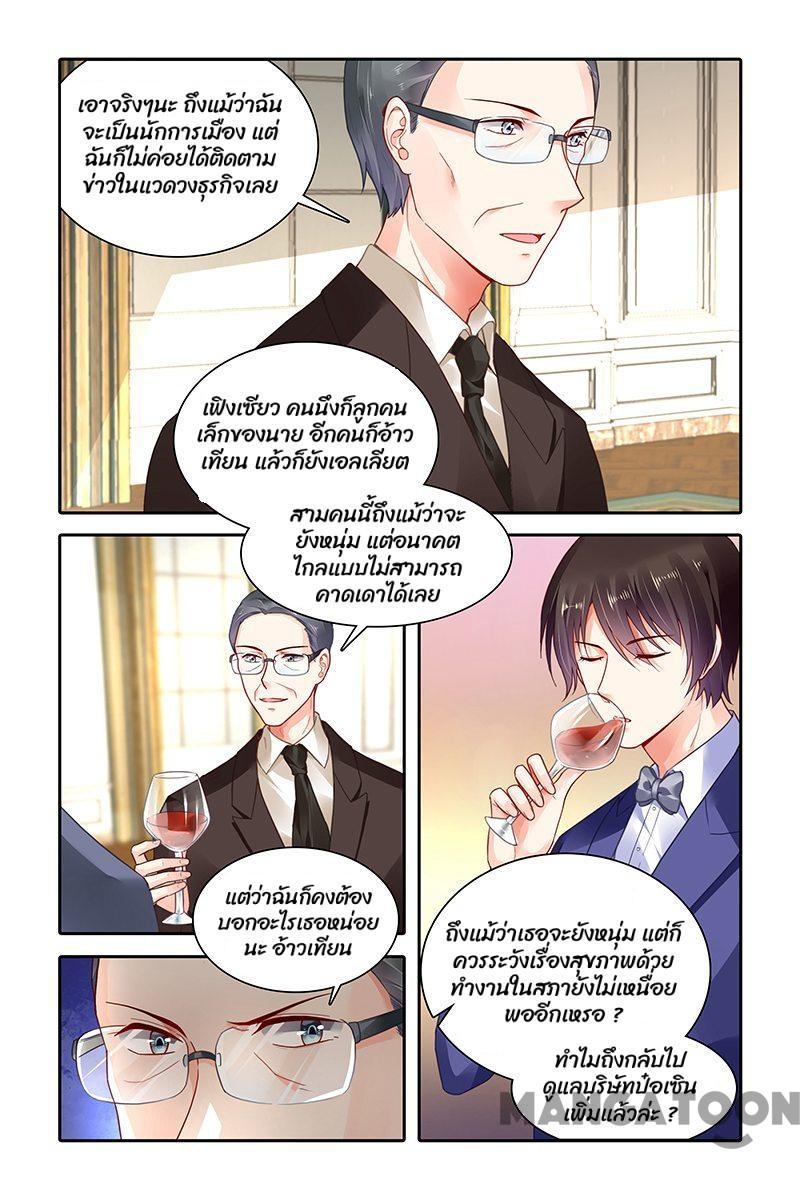 เอาจริงๆนะ ถึงแม้ว่าฉัน
จะเป็นนักการเมือง แต่
ฉันก็ไม่ค่อยได้ติดตาม
ข่าวในแวดวงธุรกิจเลย
เฟิงเซียว คนนึงก็ลูกคน
เล็กของนาย อีกคนก็อ้าว
เทียน แล้วก็ยังเอลเลียต
สามคนนี้ถึงแม้ว่าจะ
ยังหนุ่ม แต่อนาคต
ไกลแบบไม่สามารถ
คาดเดาได้เลย
แต่ว่าฉันก็คงต้อง
บอกอะไรเธอหน่อย
นะ อ้าวเทียน
ถึงแม้ว่าเธอจะยังหนุ่ม แต่ก็
ควรระวังเรื่องสุขภาพด้วย
ทำงานในสภายังไม่เหนื่อย
พออีกเหรอ ?
ทำไมถึงกลับไป
ดูแลบริษัทป๋อเซิน
เพิ่มแล้วล่ะ ?
MANGATOON